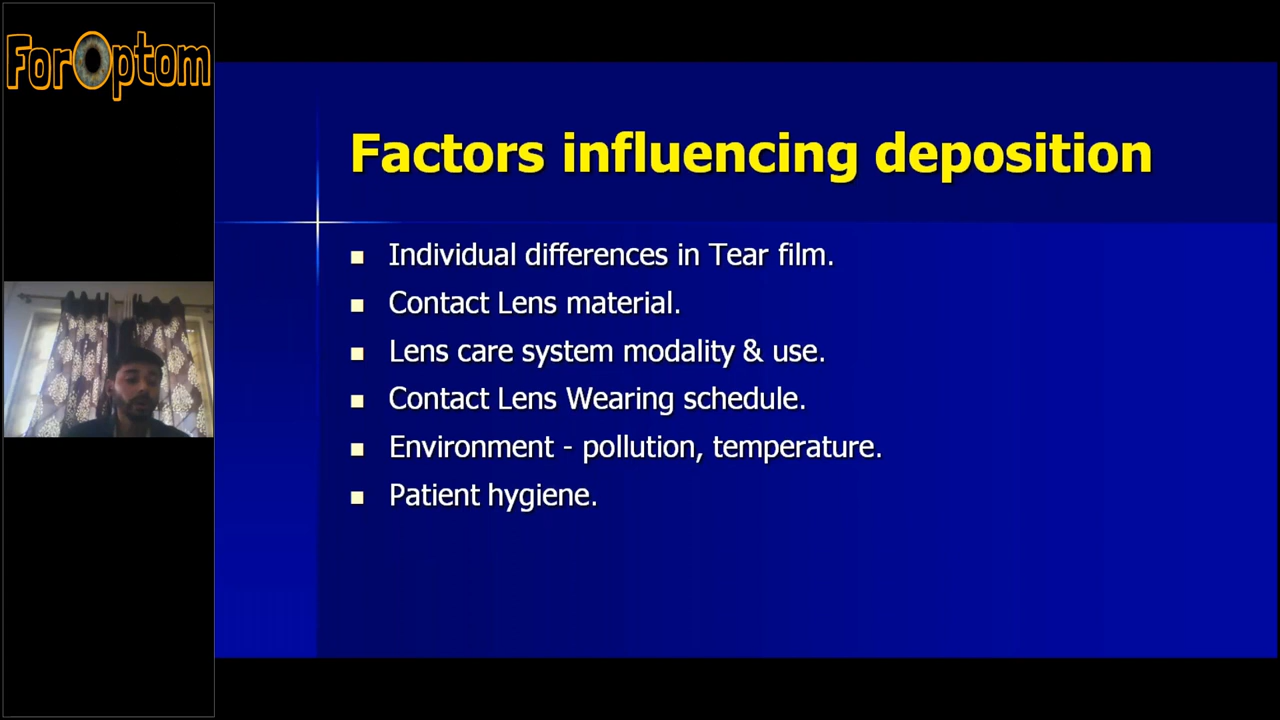 ForOptom
Factors influencing deposition
Individual differences in Tear film.
Contact Lens material.
Lens care system modality & use.
Contact Lens Wearing schedule.
Environment - pollution, temperature.
Patient hygiene.